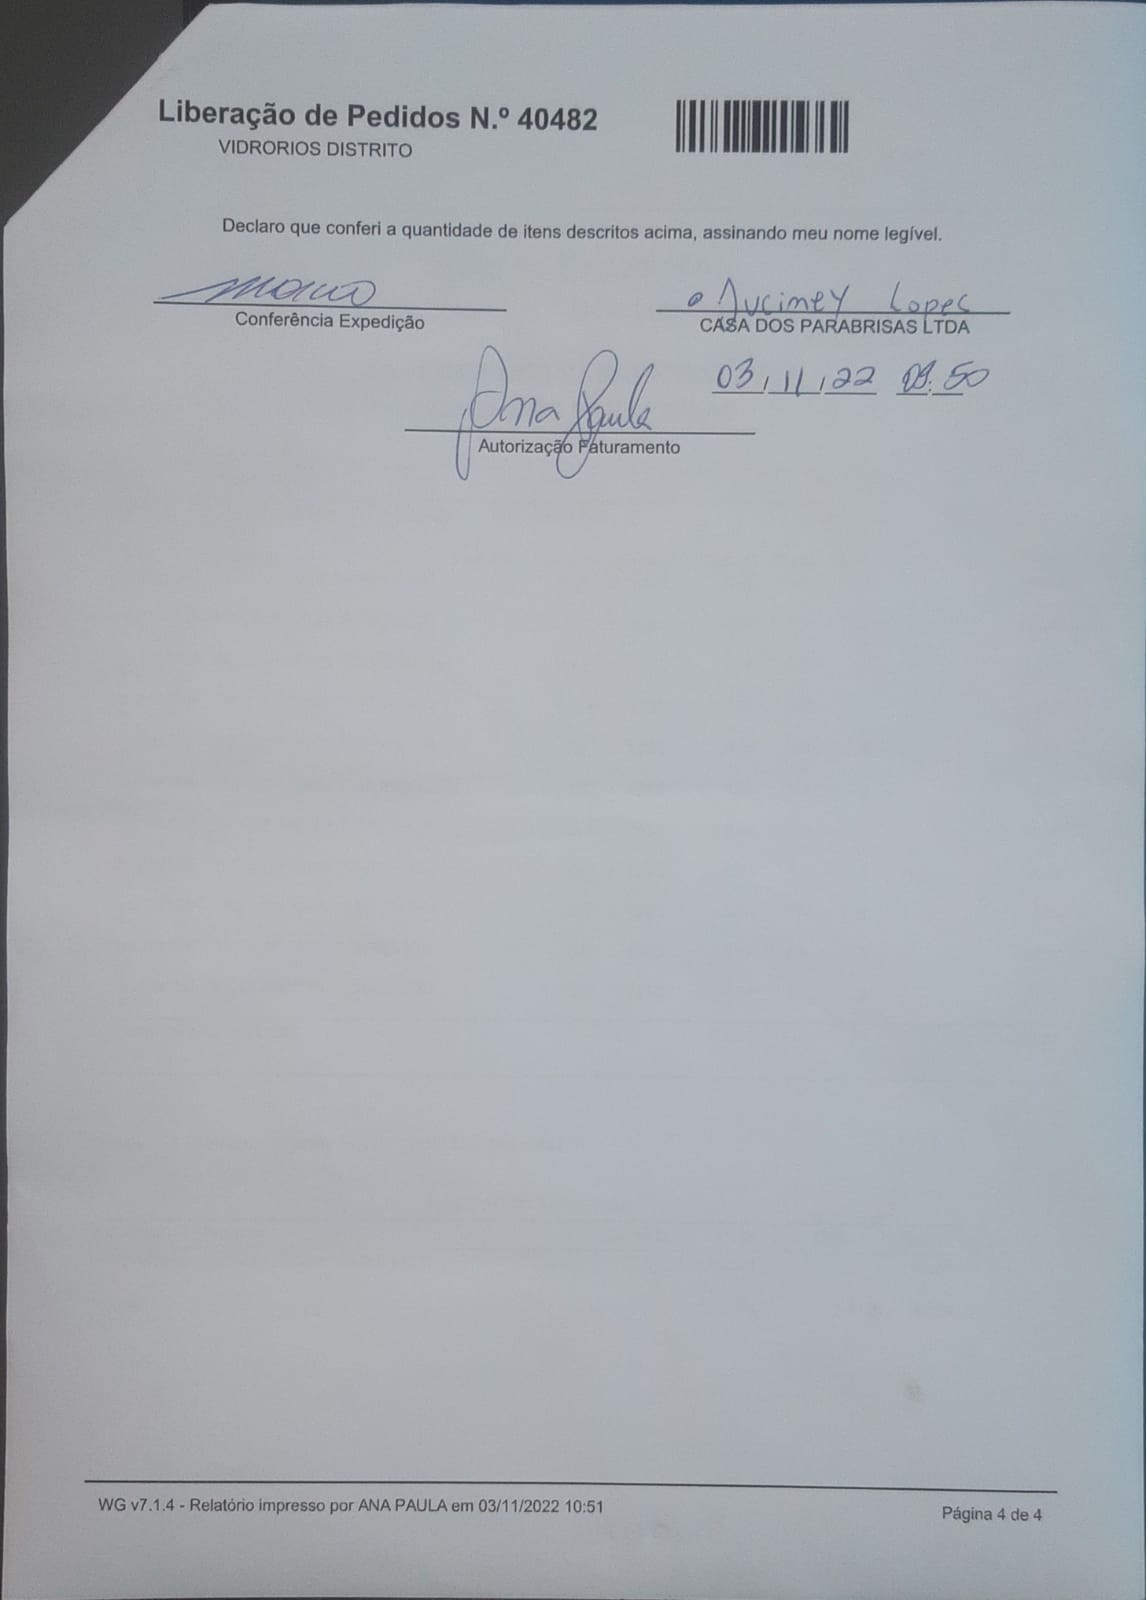 Liberação de Pedidos N.º 40482
VIDRORIOS DISTRITO
Declaro que conferi a quantidade de itens descritos acima, assinando meu nome legível.
Conferência Expedição
Lopes
CASA DOS PARABRISAS LTDA
03/11/22 09:50
Ana Paula
Autorização Faturamento
WG v7.1.4 - Relatório impresso por ANA PAULA em 03/11/2022 10:51
Página 4 de 4